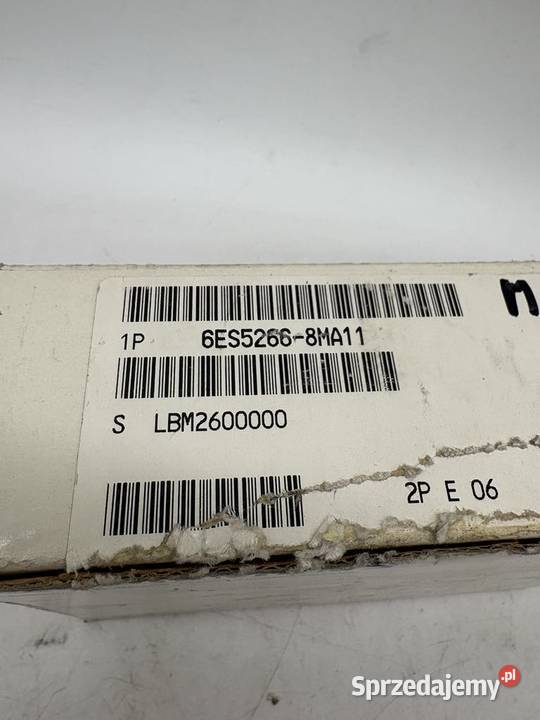 M
1P 6ES5266-8MA11
S LBM2600000
2P E 06
Sprzedajemy.pl